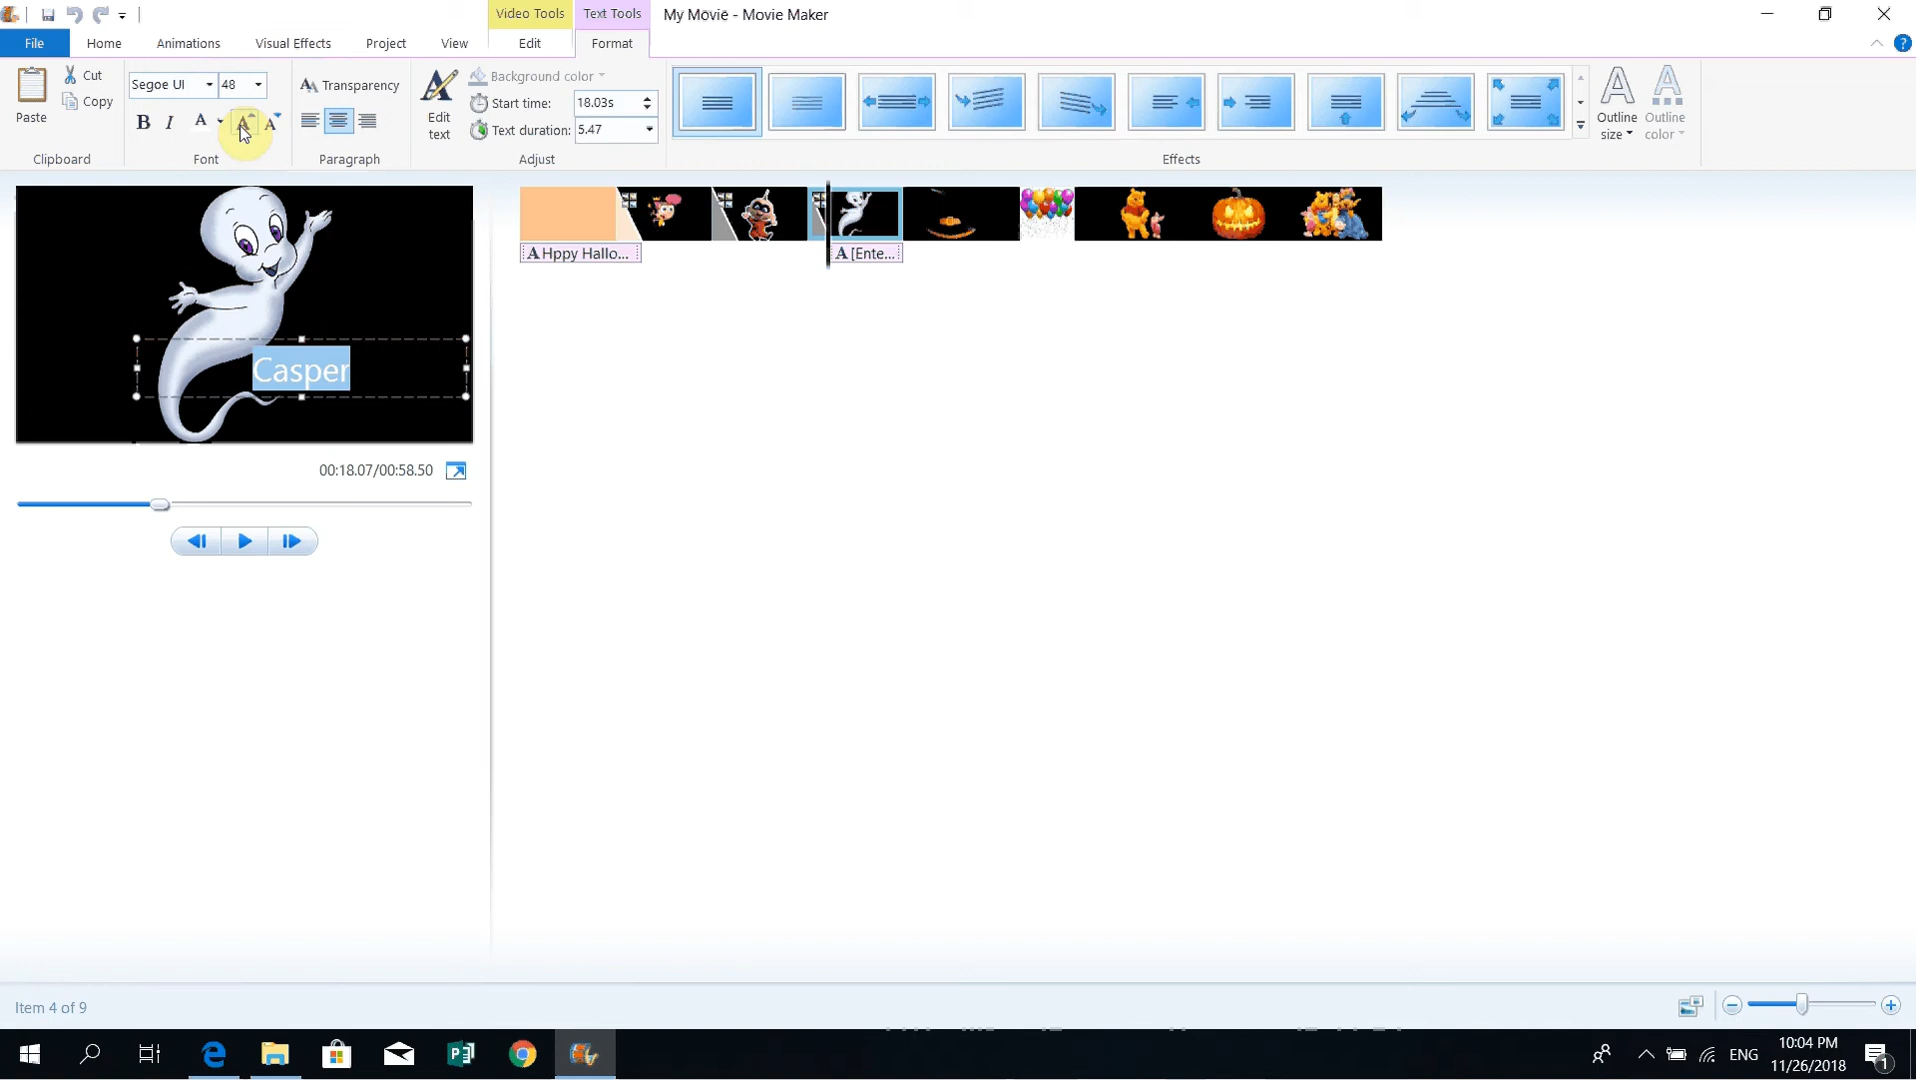 Video Tools
Text Tools
My Movie - Movie Maker
File
Home
Animations
Visual Effects
Project
View
Edit
Format
Paste
Cut
Copy
Clipboard
Segoe UI
48
B I A A A
Font
Transparency
Paragraph
Edit
text
Background color
Start time:
18.03s
Text duration:
5.47
Adjust
Effects
Outline
size
Outline
color
Casper
00:18.07/00:58.50
A Hppy Hallo...
A [Ente...
Item 4 of 9
ENG
10:04 PM
11/26/2018
1